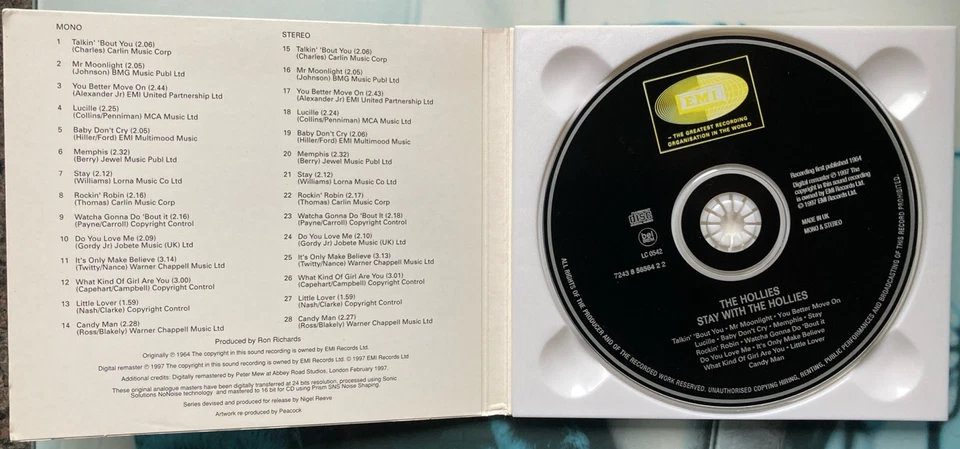 MONO
1 Talkin' 'Bout You (2.06)
(Charles) Carlin Music Corp
2 Mr Moonlight (2.05)
(Johnson) BMG Music Publ Ltd
3 You Better Move On (2.44)
(Alexander Jr) EMI United Partnership Ltd
4 Lucille (2.25)
(Collins/Penniman) MCA Music Ltd
5 Baby Don't Cry (2.05)
(Hiller/Ford) EMI Multimood Music
6 Memphis (2.32)
(Berry) Jewel Music Publ Ltd
7 Stay (2.12)
(Williams) Lorna Music Co Ltd
8 Rockin' Robin (2.16)
(Thomas) Carlin Music Corp
9 Watcha Gonna Do 'Bout it (2.16)
(Payne/Carroll) Copyright Control
10 Do You Love Me (2.09)
(Gordy Jr) Jobete Music (UK) Ltd
11 It's Only Make Believe (3.14)
(Twitty/Nance) Warner Chappell Music Ltd
12 What Kind Of Girl Are You (3.00)
(Capehart/Campbell) Copyright Control
13 Little Lover (1.59)
(Nash/Clarke) Copyright Control
14 Candy Man (2.28)
(Ross/Blakely) Warner Chappell Music Ltd
STEREO
15 Talkin' 'Bout You (2.06)
(Charles) Carlin Music Corp
16 Mr Moonlight (2.05)
(Johnson) BMG Music Publ Ltd
17 You Better Move On (2.43)
(Alexander Jr) EMI United Partnership Ltd
18 Lucille (2.24)
(Collins/Penniman) MCA Music Ltd
19 Baby Don't Cry (2.06)
(Hiller/Ford) EMI Multimood Music
20 Memphis (2.32)
(Berry) Jewel Music Publ Ltd
21 Stay (2.12)
(Williams) Lorna Music Co Ltd
22 Rockin' Robin (2.17)
(Thomas) Carlin Music Corp
23 Watcha Gonna Do 'Bout It (2.18)
(Payne/Carroll) Copyright Control
24 Do You Love Me (2.10)
(Gordy Jr) Jobete Music (UK) Ltd
25 It's Only Make Believe (3.13)
(Twitty/Nance) Warner Chappell Music Ltd
26 What Kind Of Girl Are You (3.01)
(Capehart/Campbell) Copyright Control
27 Little Lover (1.59)
(Nash/Clarke) Copyright Control
28 Candy Man (2.27)
(Ross/Blakely) Warner Chappell Music Ltd
Produced by Ron Richards
Originally ℗ 1964 The copyright in this sound recording is owned by EMI Records Ltd.
Digital remaster ℗ 1997 The copyright in this sound recording is owned by EMI Records Ltd. © 1997 EMI Records Ltd
Additional credits: Digitally remastered by Peter Mew at Abbey Road Studios, London February 1997.
These original analogue masters have been digitally transferred at 24 bits resolution, processed using Sonic
Solutions NoNoise technology and mastered to 16 bit for CD using Prism SNS Noise Shaping.
Series devised and produced for release by Nigel Reeve
Artwork re-produced by Peacock
EMI
– THE GREATEST RECORDING
ORGANISATION IN THE WORLD
Recording first published 1964
Digital remaster ℗ 1997 The
copyright in this sound recording
is owned by EMI Records Ltd.
© 1997 EMI Records Ltd.
MADE IN UK
MONO & STEREO
disc
LC 0542
7243 8 56564 2 2
THE HOLLIES
STAY WITH THE HOLLIES
Talkin' 'Bout You • Mr Moonlight • You Better Move On
Lucille • Baby Don't Cry • Memphis • Stay
Rockin' Robin • Watcha Gonna Do 'Bout it
Do You Love Me • It's Only Make Believe
What Kind Of Girl Are You • Little Lover
Candy Man
ALL RIGHTS OF THE PRODUCER AND OF THE OWNER OF THE RECORDED WORK RESERVED. UNAUTHORISED COPYING HIRING, RENTING, PUBLIC PERFORMANCES AND BROADCASTING OF THIS RECORD PROHIBITED.